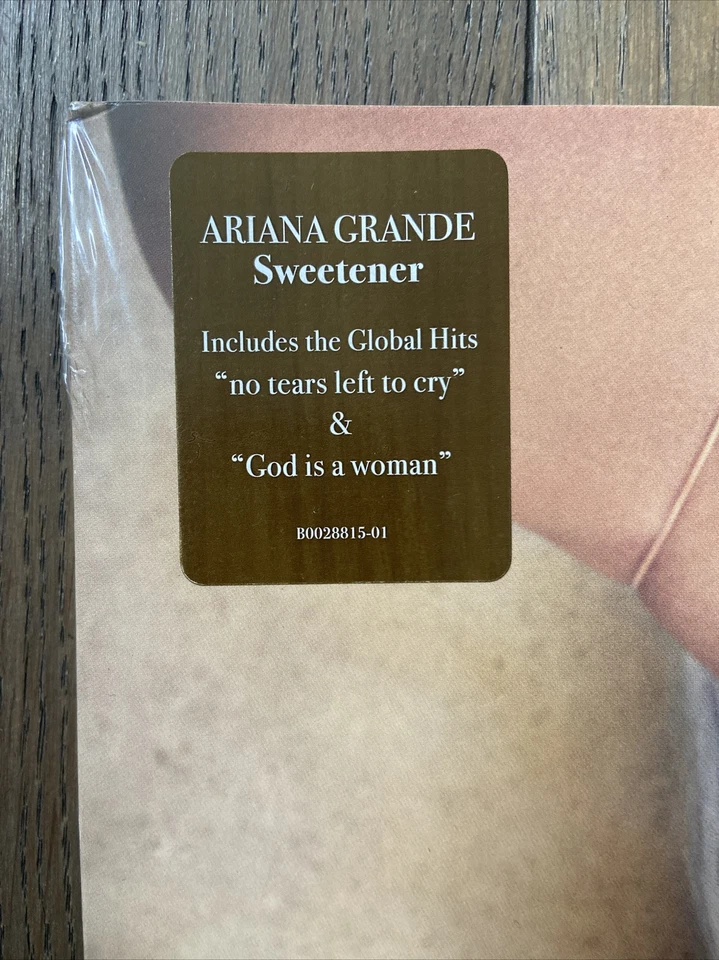 ARIANA GRANDE
Sweetener
Includes the Global Hits
“no tears left to cry”
&
“God is a woman”
B0028815-01